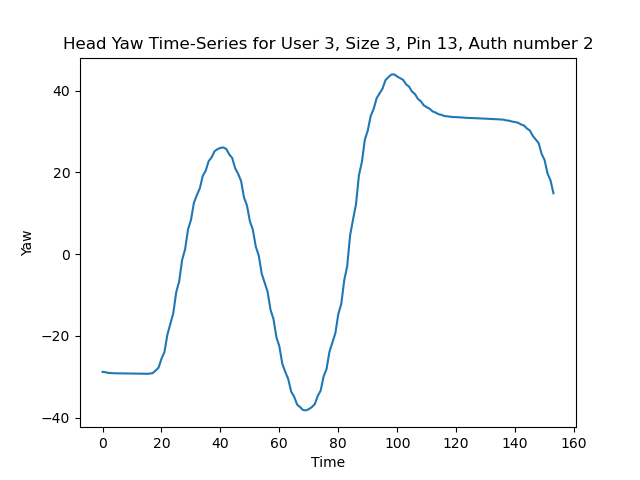 Head Yaw Time-Series for User 3, Size 3, Pin 13, Auth number 2
40
20
0
−20
−40
Yaw
0 20 40 60 80 100 120 140 160
Time